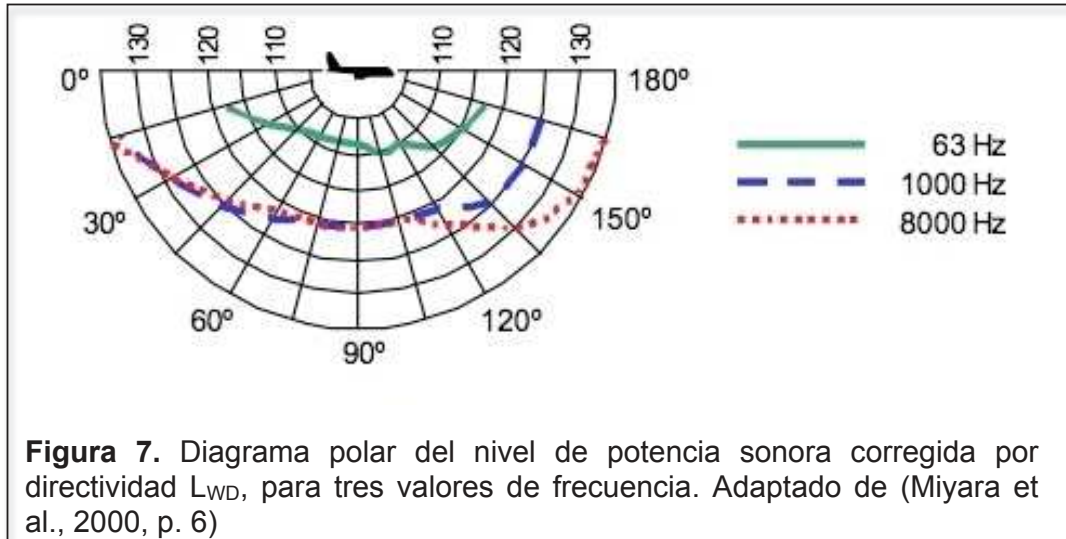 130 120 110 110 120 130
0º 180º
63 Hz
1000 Hz
8000 Hz
30º 150º
60º 120º
90º
Figura 7. Diagrama polar del nivel de potencia sonora corregida por
directividad LWD, para tres valores de frecuencia. Adaptado de (Miyara et
al., 2000, p. 6)